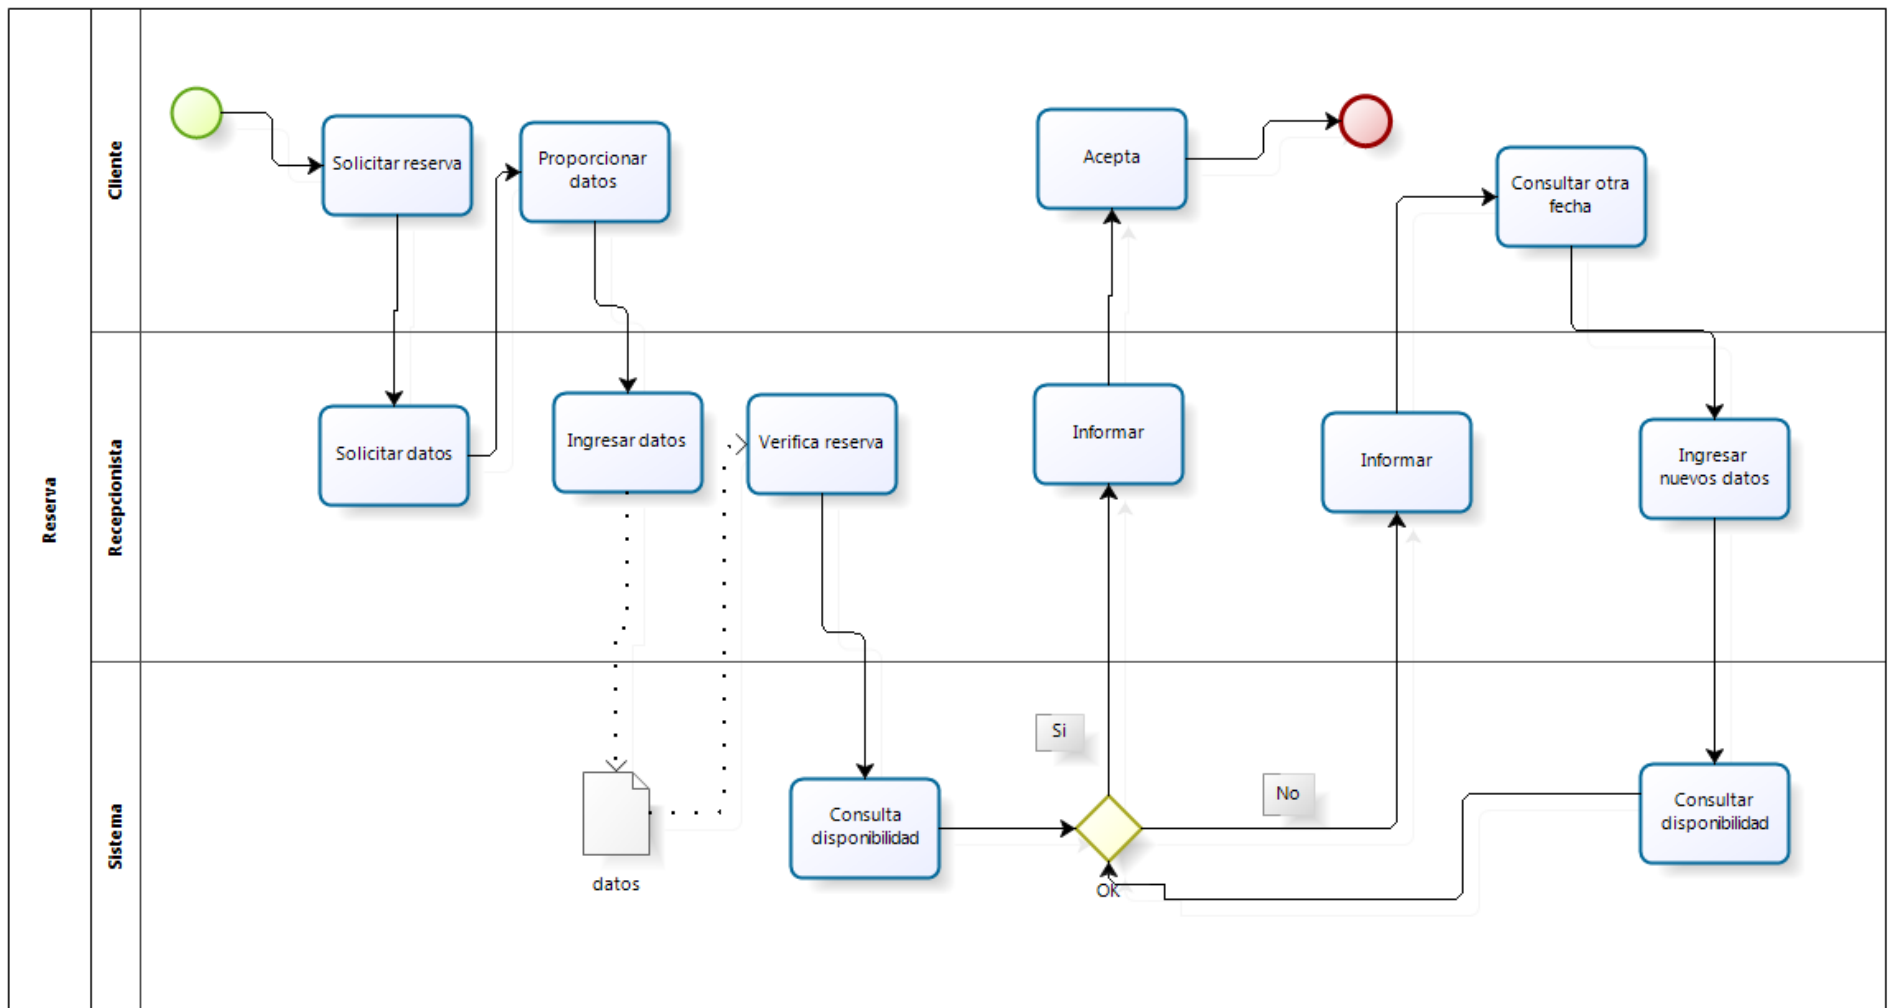 Reserva
Cliente
Solicitar reserva
Proporcionar
datos
Acepta
Consultar otra
fecha
Recepcionista
Solicitar datos
Ingresar datos
Verifica reserva
Informar
Informar
Ingresar
nuevos datos
Sistema
datos
Consulta
disponibilidad
Si
No
OK
Consultar
disponibilidad